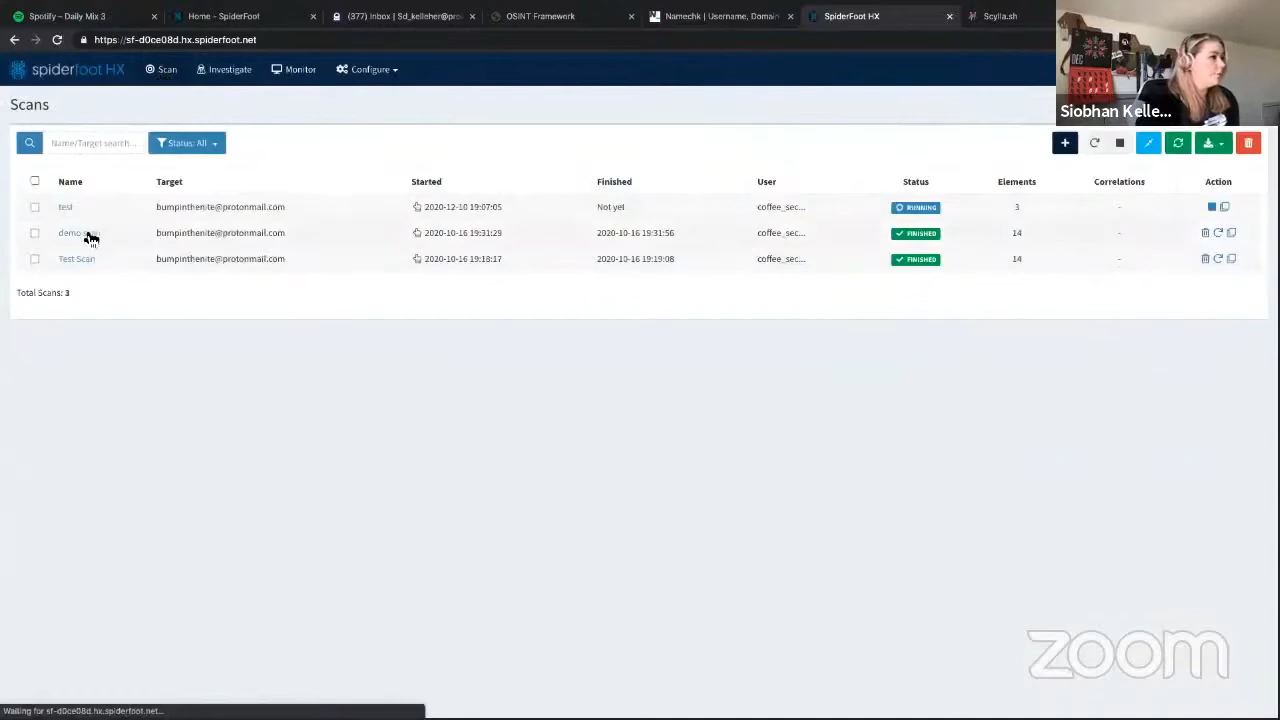 Spotify – Daily Mix 3
Home - SpiderFoot
(377) Inbox | Sd_kelleher@pro
OSINT Framework
Namechk | Username, Domain
SpiderFoot HX
Scylla.sh
https://sf-d0ce08d.hx.spiderfoot.net
spiderfoot HX
Scan
Investigate
Monitor
Configure
DEC
Siobhan Kelle...
Scans
Name/Target search...
Status: All
Name Target Started Finished User Status Elements Correlations Action
test bumpinthenite@protonmail.com 2020-12-10 19:07:05 Not yet coffee_sec... RUNNING 3 -
demo bumpinthenite@protonmail.com 2020-10-16 19:31:29 2020-10-16 19:31:56 coffee_sec... FINISHED 14 -
Test Scan bumpinthenite@protonmail.com 2020-10-16 19:18:17 2020-10-16 19:19:08 coffee_sec... FINISHED 14 -
Total Scans: 3
zoom
Waiting for sf-d0ce08d.hx.spiderfoot.net...